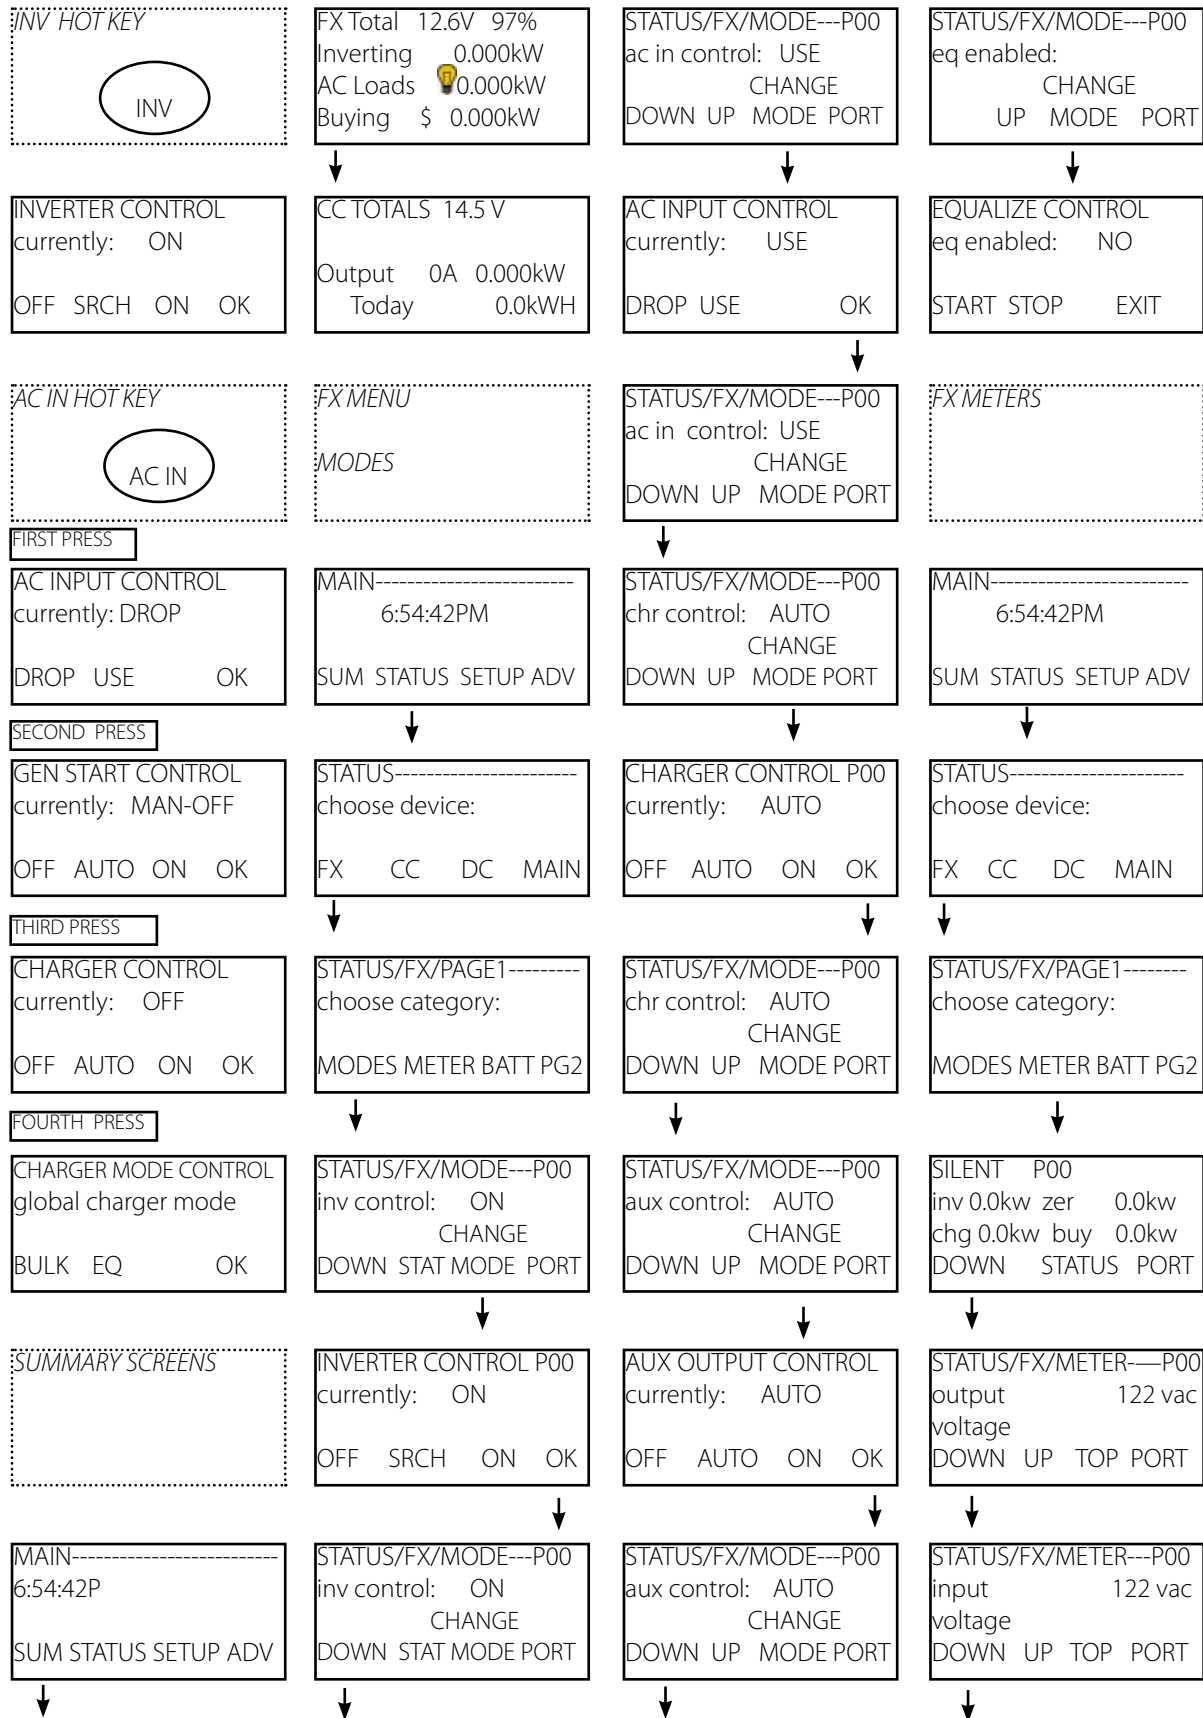 INV HOT KEY
INV
INVERTER CONTROL
currently: ON
OFF SRCH ON OK
AC IN HOT KEY
AC IN
FIRST PRESS
AC INPUT CONTROL
currently: DROP
DROP USE OK
SECOND PRESS
GEN START CONTROL
currently: MAN-OFF
OFF AUTO ON OK
THIRD PRESS
CHARGER CONTROL
currently: OFF
OFF AUTO ON OK
FOURTH PRESS
CHARGER MODE CONTROL
global charger mode
BULK EQ OK
SUMMARY SCREENS
MAIN--------------------------
6:54:42P
SUM STATUS SETUP ADV
FX Total 12.6V 97%
Inverting 0.000kW
AC Loads 0.000kW
Buying $ 0.000kW
CC TOTALS 14.5 V
Output 0A 0.000kW
Today 0.0kWH
FX MENU
MODES
MAIN-------------------------
6:54:42PM
SUM STATUS SETUP ADV
STATUS-----------------------
choose device:
FX CC DC MAIN
STATUS/FX/PAGE1---------
choose category:
MODES METER BATT PG2
STATUS/FX/MODE---P00
inv control: ON
CHANGE
DOWN STAT MODE PORT
INVERTER CONTROL P00
currently: ON
OFF SRCH ON OK
STATUS/FX/MODE---P00
inv control: ON
CHANGE
DOWN STAT MODE PORT
STATUS/FX/MODE---P00
ac in control: USE
CHANGE
DOWN UP MODE PORT
AC INPUT CONTROL
currently: USE
DROP USE OK
STATUS/FX/MODE---P00
ac in control: USE
CHANGE
DOWN UP MODE PORT
STATUS/FX/MODE---P00
chr control: AUTO
CHANGE
DOWN UP MODE PORT
CHARGER CONTROL P00
currently: AUTO
OFF AUTO ON OK
STATUS/FX/MODE---P00
chr control: AUTO
CHANGE
DOWN UP MODE PORT
STATUS/FX/MODE---P00
aux control: AUTO
CHANGE
DOWN UP MODE PORT
AUX OUTPUT CONTROL
currently: AUTO
OFF AUTO ON OK
STATUS/FX/MODE---P00
aux control: AUTO
CHANGE
DOWN UP MODE PORT
STATUS/FX/MODE---P00
eq enabled:
CHANGE
UP MODE PORT
EQUALIZE CONTROL
eq enabled: NO
START STOP EXIT
FX METERS
MAIN-------------------------
6:54:42PM
SUM STATUS SETUP ADV
STATUS----------------------
choose device:
FX CC DC MAIN
STATUS/FX/PAGE1--------
choose category:
MODES METER BATT PG2
SILENT P00
inv 0.0kw zer 0.0kw
chg 0.0kw buy 0.0kw
DOWN STATUS PORT
STATUS/FX/METER-—P00
output 122 vac
voltage
DOWN UP TOP PORT
STATUS/FX/METER---P00
input 122 vac
voltage
DOWN UP TOP PORT